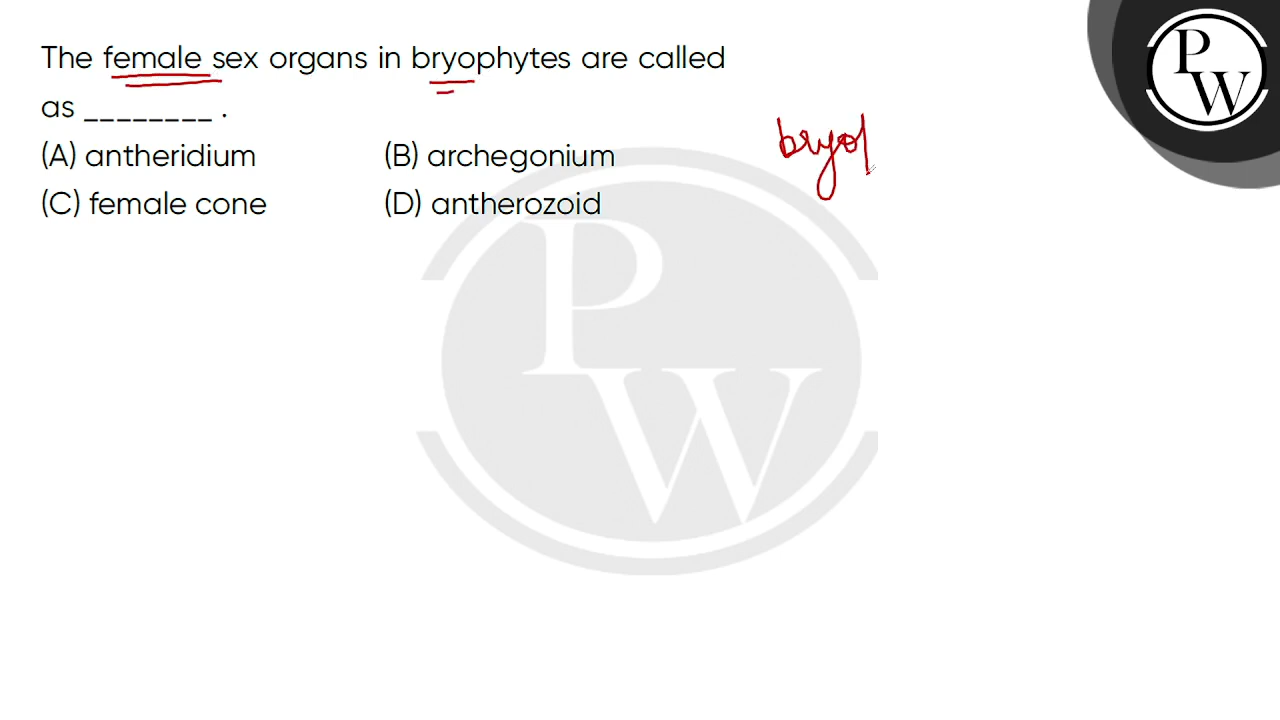 The female sex organs in bryophytes are called
as ________ .
(A) antheridium (B) archegonium
(C) female cone (D) antherozoid
bryo
P
W
P
W